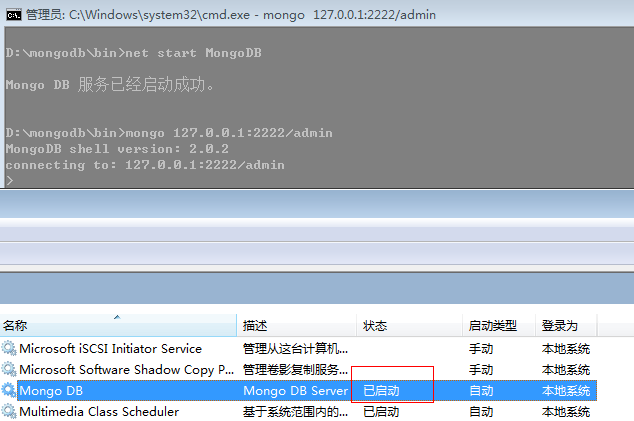 管理员: C:\Windows\system32\cmd.exe - mongo  127.0.0.1:2222/admin
D:\mongodb\bin>net start MongoDB
Mongo DB 服务已经启动成功。
D:\mongodb\bin>mongo 127.0.0.1:2222/admin
MongoDB shell version: 2.0.2
connecting to: 127.0.0.1:2222/admin
>
名称 描述 状态 启动类型 登录为
Microsoft iSCSI Initiator Service 管理从这台计算机... 手动 本地系统
Microsoft Software Shadow Copy P... 管理卷影复制服务... 手动 本地系统
Mongo DB Mongo DB Server 已启动 自动 本地系统
Multimedia Class Scheduler 基于系统范围内的... 已启动 自动 本地系统